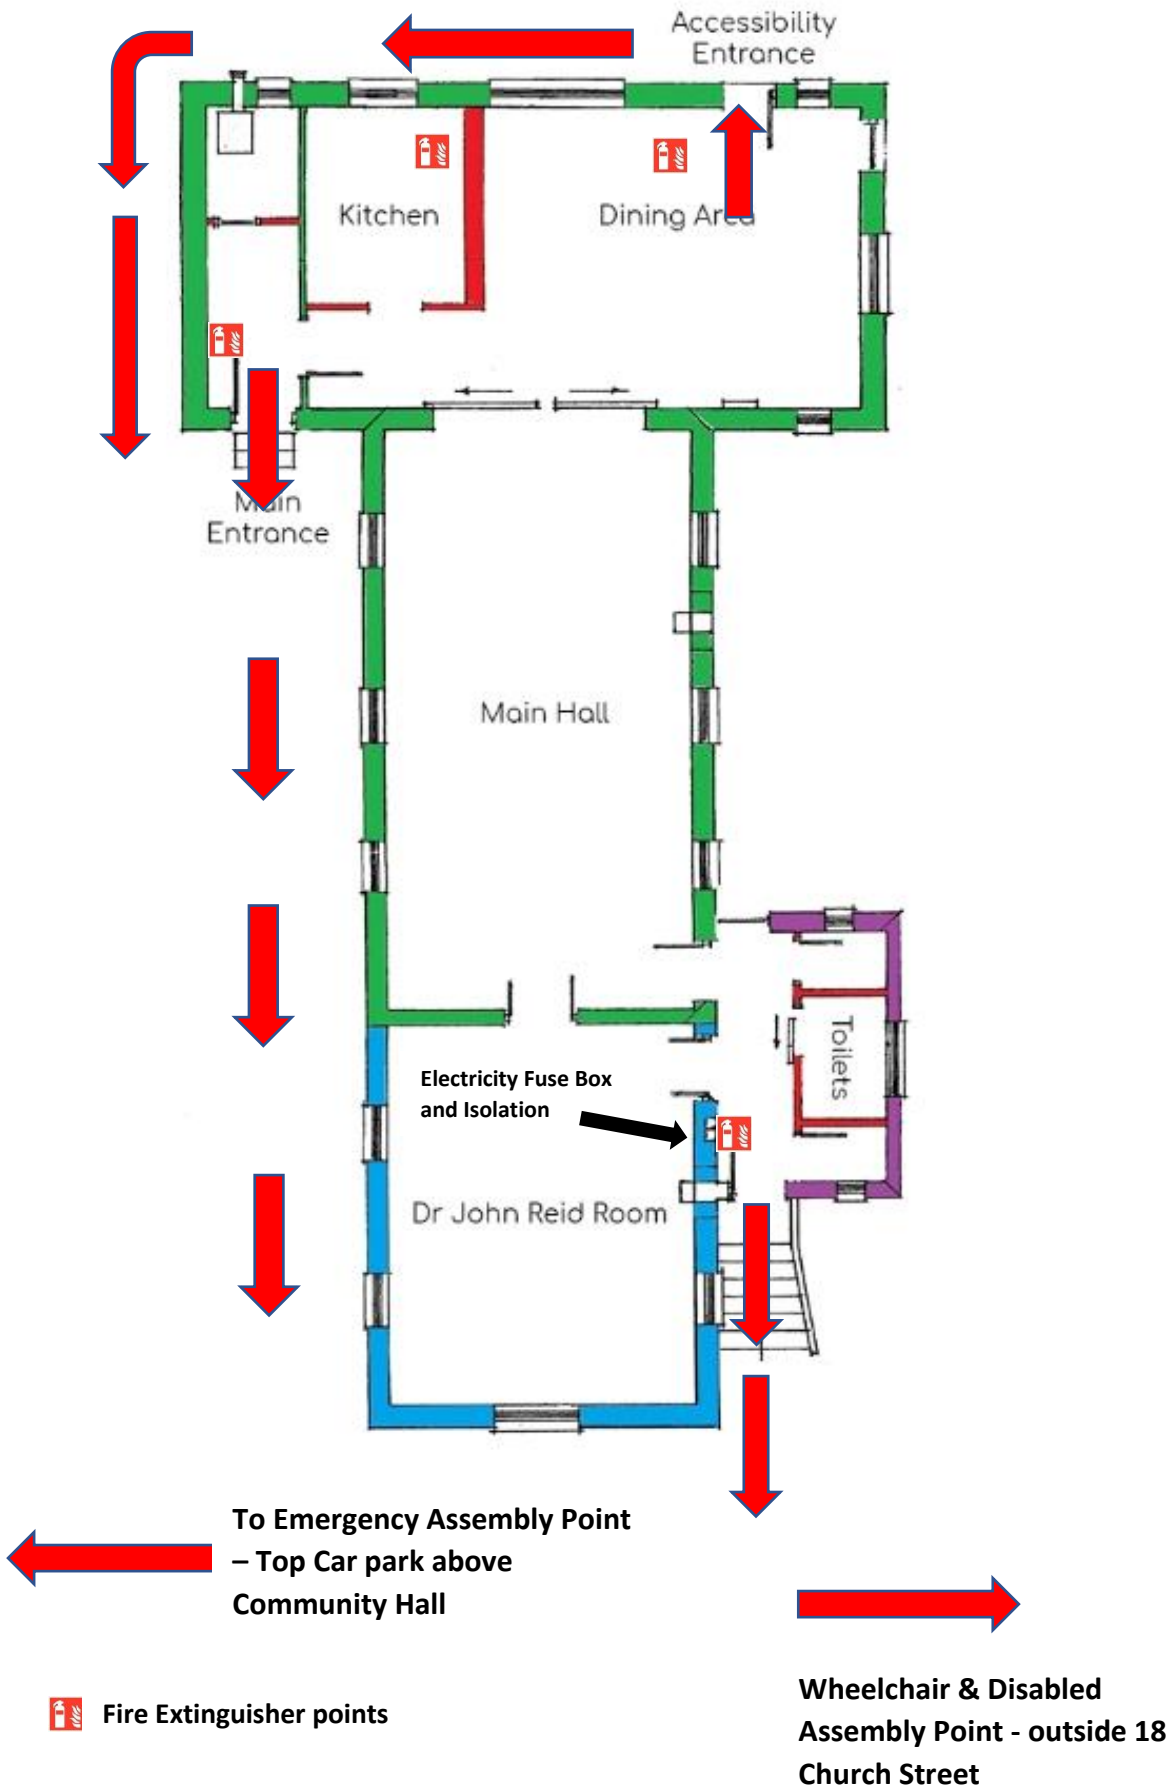 Accessibility
Entrance
Kitchen
Dining Area
Main
Entrance
Main Hall
Toilets
Electricity Fuse Box
and Isolation
Dr John Reid Room
To Emergency Assembly Point
– Top Car park above
Community Hall
Fire Extinguisher points
Wheelchair & Disabled
Assembly Point - outside 18
Church Street